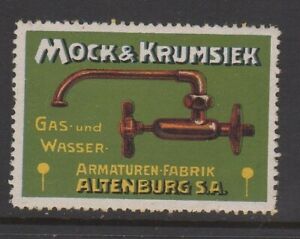 MOCK & KRUMSIEK
GAS- und
WASSER-
ARMATUREN-FABRIK
ALTENBURG S.A.